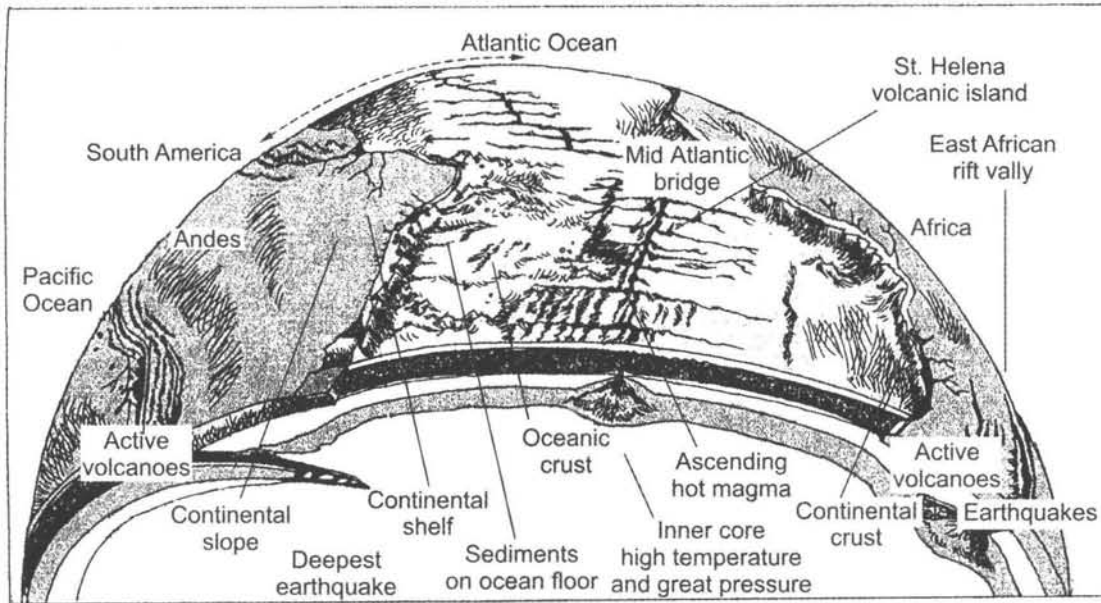 Atlantic Ocean
St. Helena
volcanic island
South America
Mid Atlantic
bridge
East African
rift vally
Andes
Africa
Pacific
Ocean
Active
volcanoes
Oceanic
crust
Ascending
hot magma
Active
volcanoes
Continental
slope
Continental
shelf
Continental
crust
Earthquakes
Deepest
earthquake
Sediments
on ocean floor
Inner core
high temperature
and great pressure